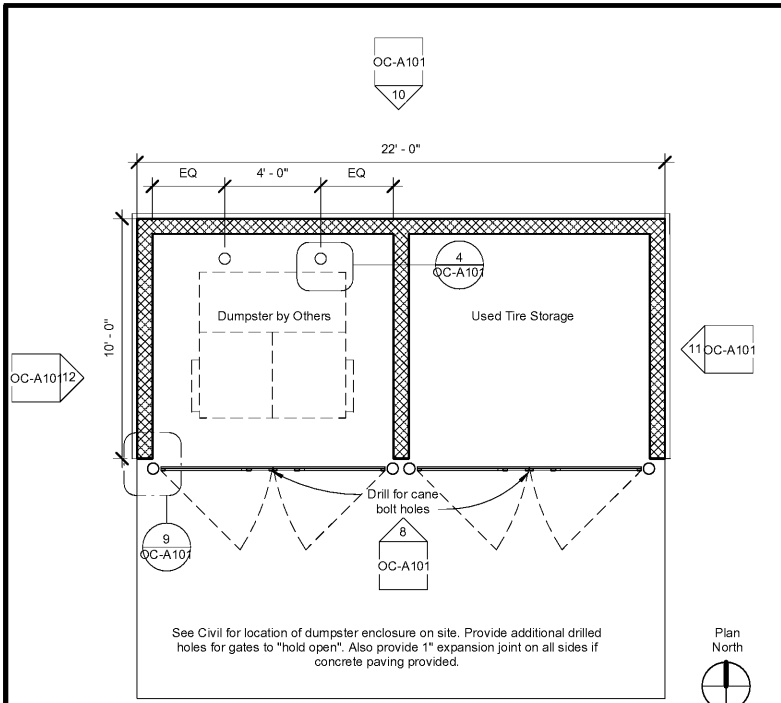 OC-A101
10
22' - 0"
EQ
4' - 0"
EQ
4
OC-A101
Dumpster by Others
Used Tire Storage
10' - 0"
11 OC-A101
OC-A101 12
Drill for cane
bolt holes
9
OC-A101
8
OC-A101
See Civil for location of dumpster enclosure on site. Provide additional drilled
holes for gates to "hold open". Also provide 1" expansion joint on all sides if
concrete paving provided.
Plan
North